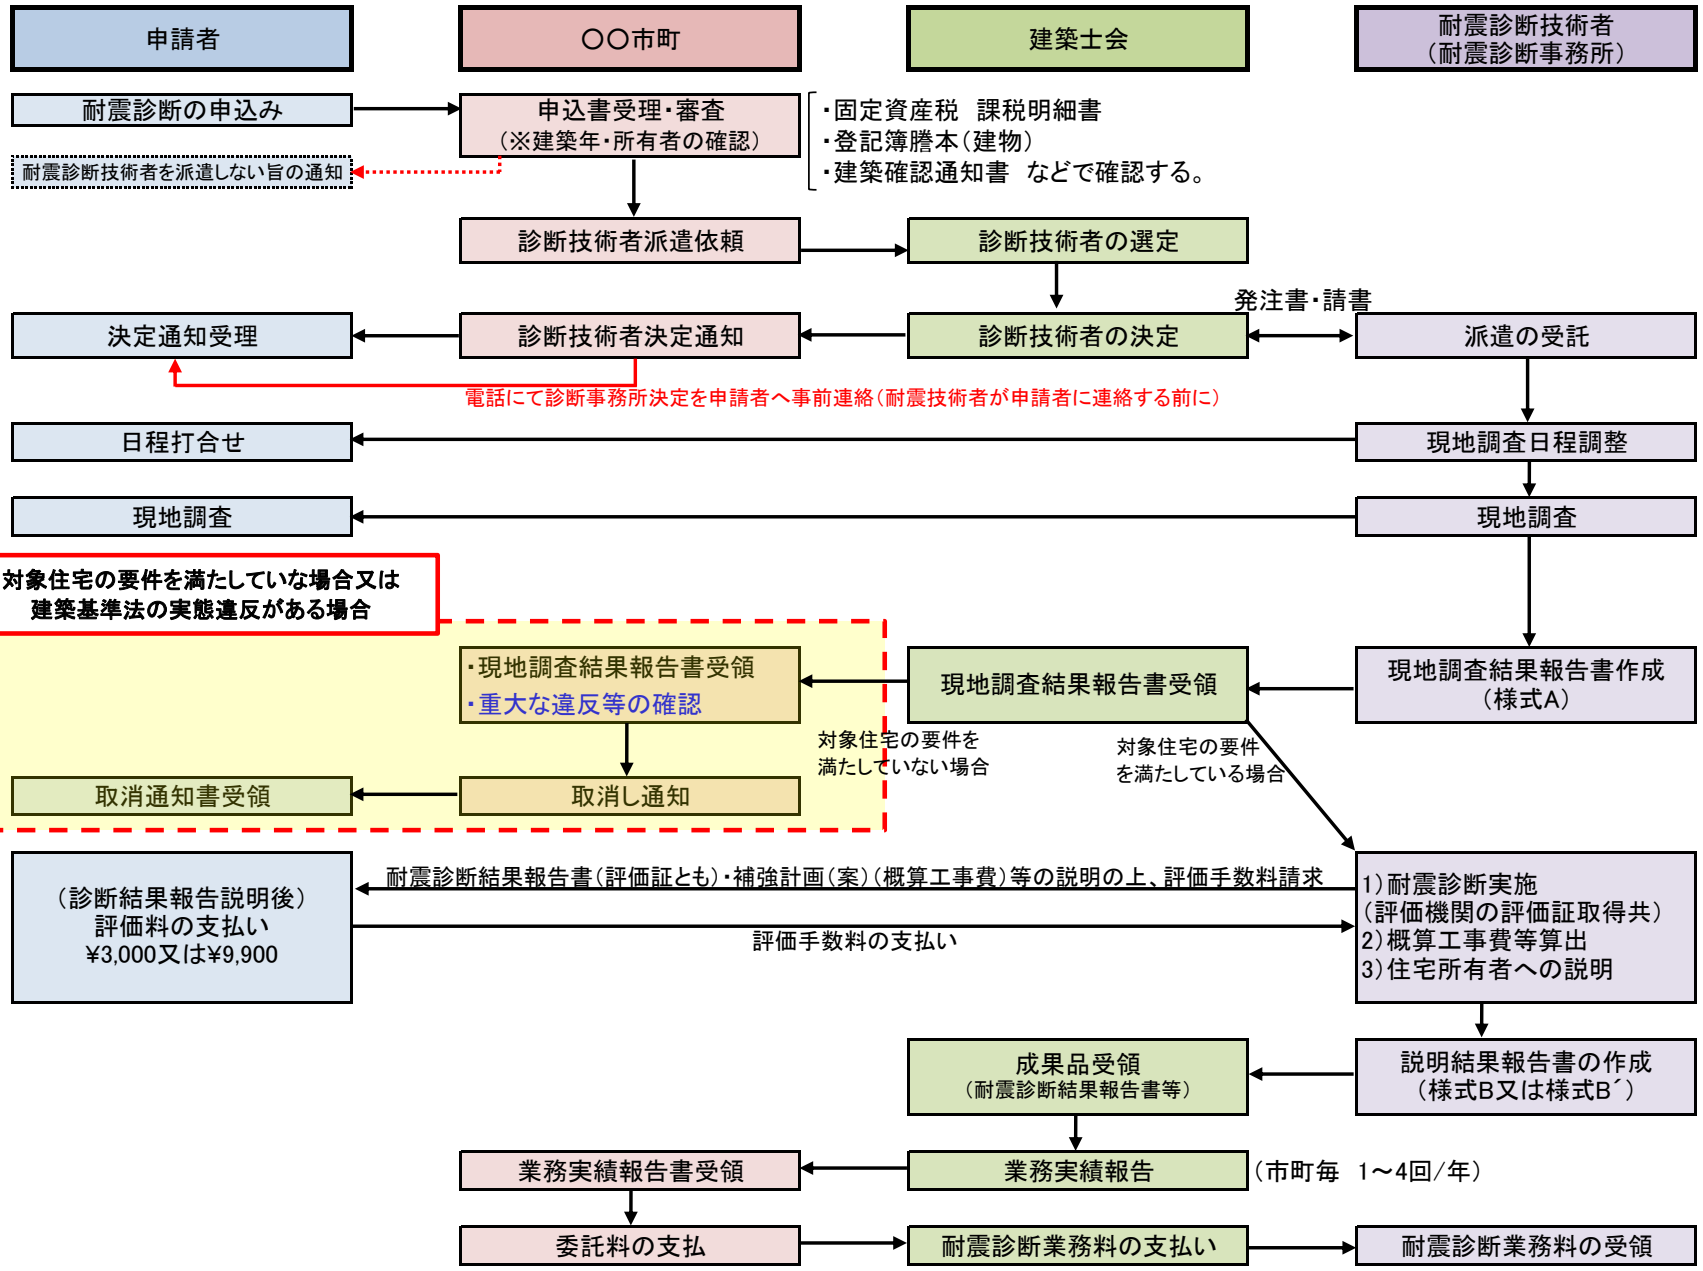 申請者
〇〇市町
建築士会
耐震診断技術者
(耐震診断事務所)
耐震診断の申込み
申込書受理・審査
(※建築年・所有者の確認)
・固定資産税　課税明細書
・登記簿謄本(建物)
・建築確認通知書　などで確認する。
耐震診断技術者を派遣しない旨の通知
診断技術者派遣依頼
診断技術者の選定
発注書・請書
決定通知受理
診断技術者決定通知
診断技術者の決定
派遣の受託
電話にて診断事務所決定を申請者へ事前連絡(耐震技術者が申請者に連絡する前に)
日程打合せ
現地調査日程調整
現地調査
現地調査
対象住宅の要件を満たしていな場合又は
建築基準法の実態違反がある場合
・現地調査結果報告書受領
・重大な違反等の確認
現地調査結果報告書受領
現地調査結果報告書作成
(様式A)
対象住宅の要件を
満たしていない場合
対象住宅の要件
を満たしている場合
取消通知書受領
取消し通知
耐震診断結果報告書(評価証とも)・補強計画(案)(概算工事費)等の説明の上、評価手数料請求
(診断結果報告説明後)
評価料の支払い
¥3,000又は¥9,900
評価手数料の支払い
1)耐震診断実施
(評価機関の評価証取得共)
2)概算工事費等算出
3)住宅所有者への説明
成果品受領
(耐震診断結果報告書等)
説明結果報告書の作成
(様式B又は様式B´)
業務実績報告書受領
業務実績報告
(市町毎　1～4回/年)
委託料の支払
耐震診断業務料の支払い
耐震診断業務料の受領